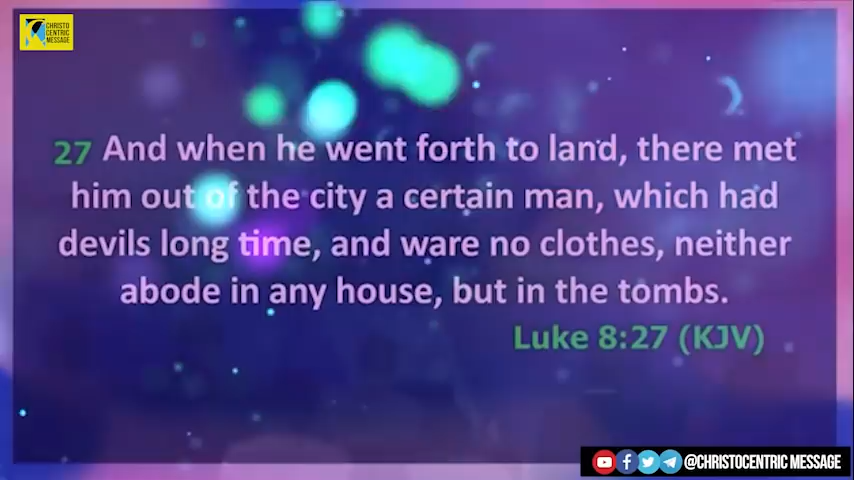 CHRISTO
CENTRIC
MESSAGE
27 And when he went forth to land, there met
him out of the city a certain man, which had
devils long time, and ware no clothes, neither
abode in any house, but in the tombs.
Luke 8:27 (KJV)
@CHRISTOCENTRIC MESSAGE